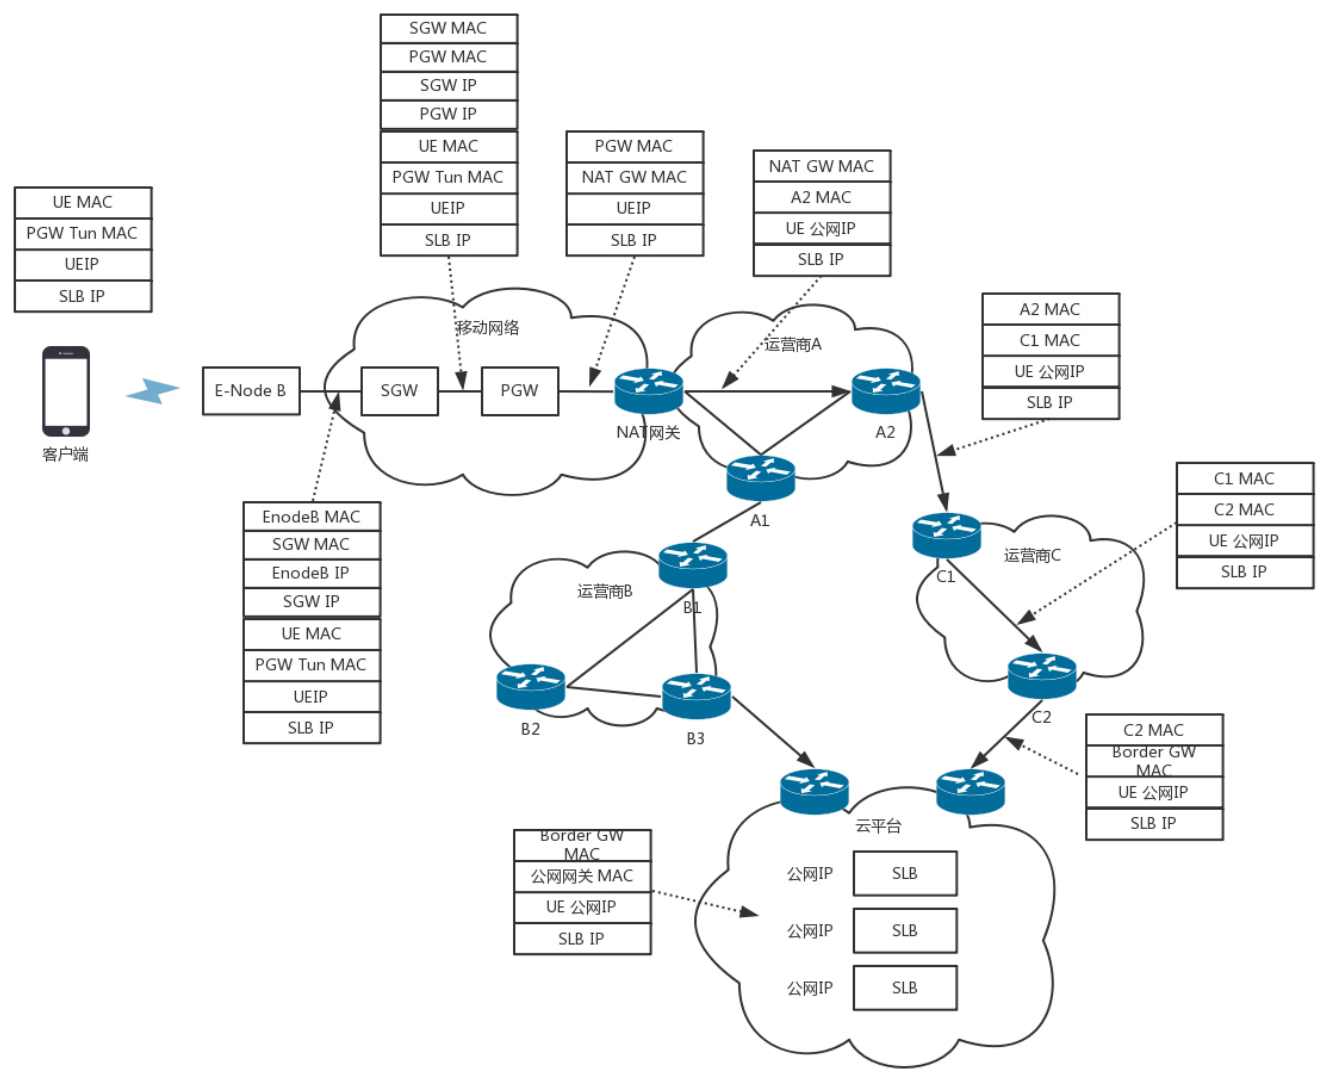 SGW MAC
PGW MAC
SGW IP
PGW IP
UE MAC
PGW Tun MAC
UEIP
SLB IP
PGW MAC
NAT GW MAC
UEIP
SLB IP
NAT GW MAC
A2 MAC
UE 公网IP
SLB IP
UE MAC
PGW Tun MAC
UEIP
SLB IP
A2 MAC
C1 MAC
UE 公网IP
SLB IP
移动网络
运营商A
E-Node B
SGW
PGW
NAT网关
A2
客户端
A1
C1 MAC
C2 MAC
UE 公网IP
SLB IP
EnodeB MAC
SGW MAC
EnodeB IP
SGW IP
UE MAC
PGW Tun MAC
UEIP
SLB IP
运营商B
B1
B2
B3
运营商C
C1
C2
C2 MAC
Border GW
MAC
UE 公网IP
SLB IP
Border GW
MAC
公网网关 MAC
UE 公网IP
SLB IP
云平台
公网IP
SLB
公网IP
SLB
公网IP
SLB